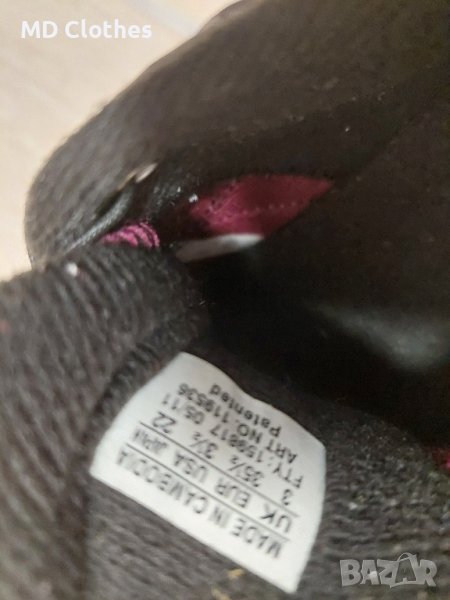 MD Clothes
MADE IN CAMBODIA
UK EUR USA JAPAN
3 35½ 3½ 22
FTY. 159817 05/11
ART NO. 119536
Patented
BAZAR